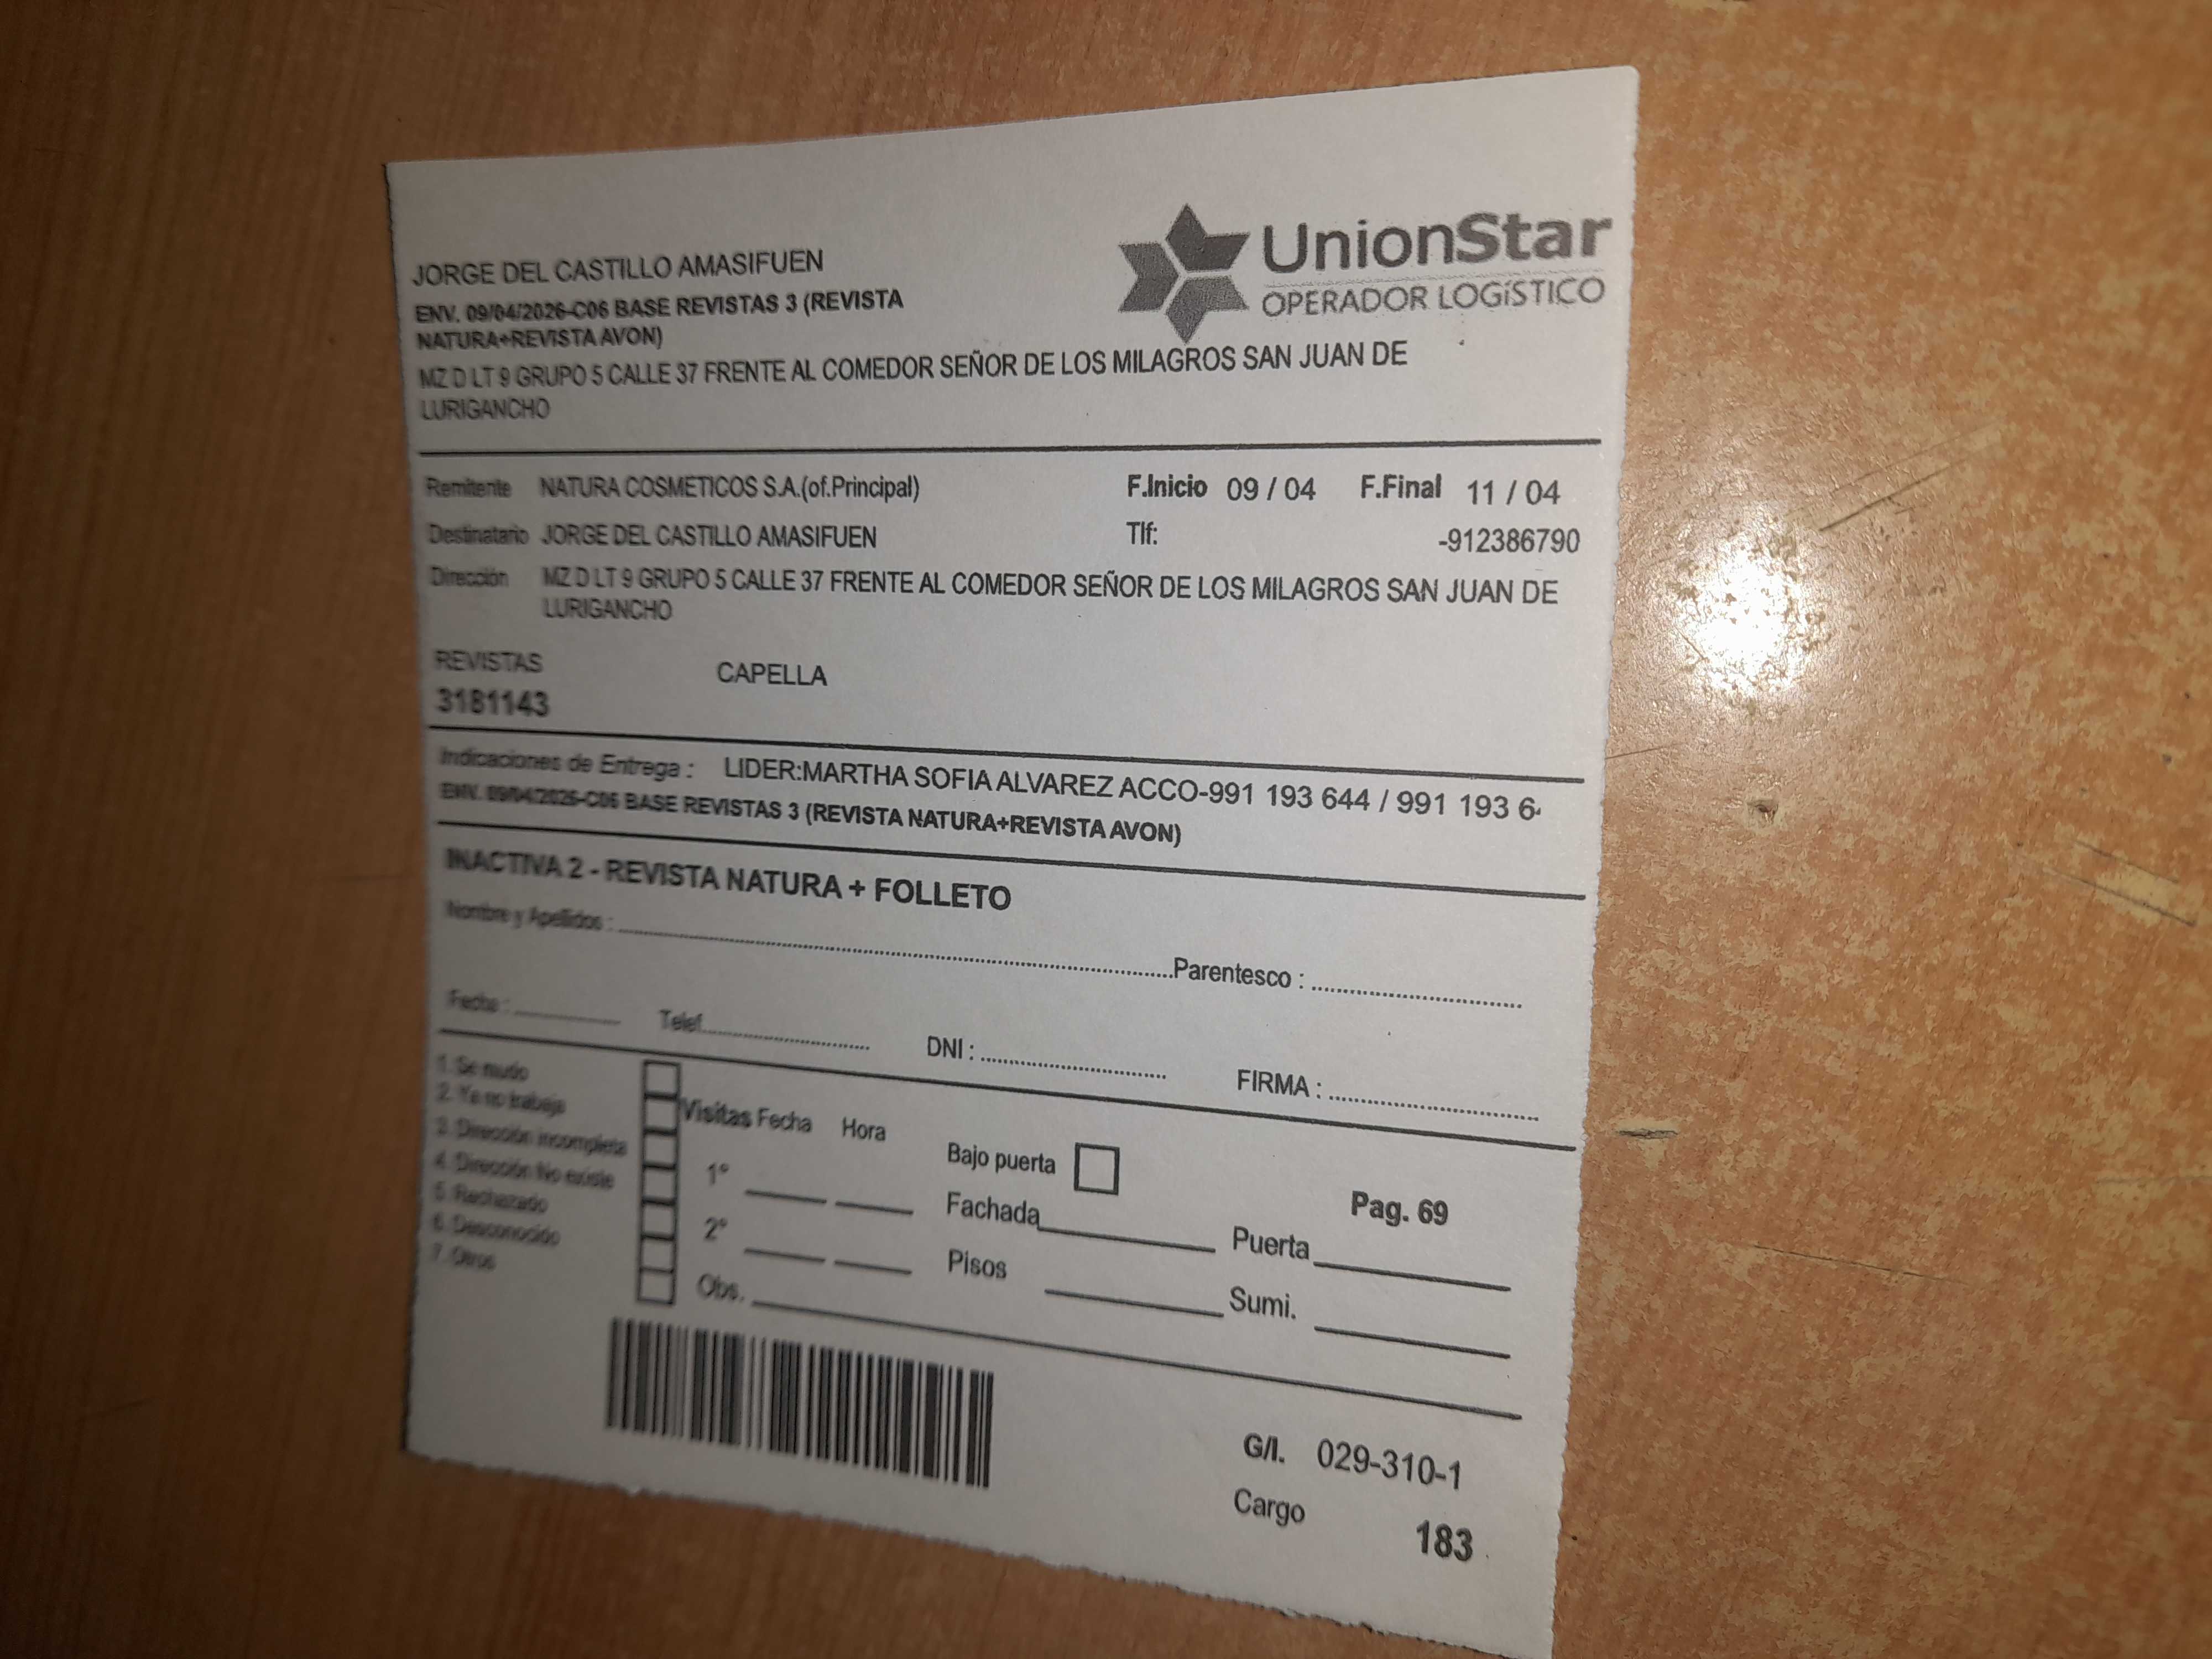 UnionStar
OPERADOR LOGíSTICO
JORGE DEL CASTILLO AMASIFUEN
ENV. 09/04/2026-C06 BASE REVISTAS 3 (REVISTA
NATURA+REVISTA AVON)
MZ D LT 9 GRUPO 5 CALLE 37 FRENTE AL COMEDOR SEÑOR DE LOS MILAGROS SAN JUAN DE
LURIGANCHO
Remitente NATURA COSMETICOS S.A.(of.Principal) F.Inicio 09 / 04 F.Final 11 / 04
Destinatario JORGE DEL CASTILLO AMASIFUEN Tlf: -912386790
Dirección MZ D LT 9 GRUPO 5 CALLE 37 FRENTE AL COMEDOR SEÑOR DE LOS MILAGROS SAN JUAN DE
LURIGANCHO
REVISTAS CAPELLA
3181143
Indicaciones de Entrega : LIDER:MARTHA SOFIA ALVAREZ ACCO-991 193 644 / 991 193 6
ENV. 09/04/2026-C06 BASE REVISTAS 3 (REVISTA NATURA+REVISTA AVON)
INACTIVA 2 - REVISTA NATURA + FOLLETO
Nombre y Apellidos : Parentesco :
Fecha : Telef. DNI : FIRMA :
1. Se mudo
2. Ya no trabaja
3. Dirección incompleta
4. Dirección No existe
5. Rechazado
6. Desconocido
7. Otros
Visitas Fecha Hora
1°
2°
Obs.
Bajo puerta
Fachada Puerta
Pisos Sumi.
Pag. 69
G/I. 029-310-1
Cargo 183